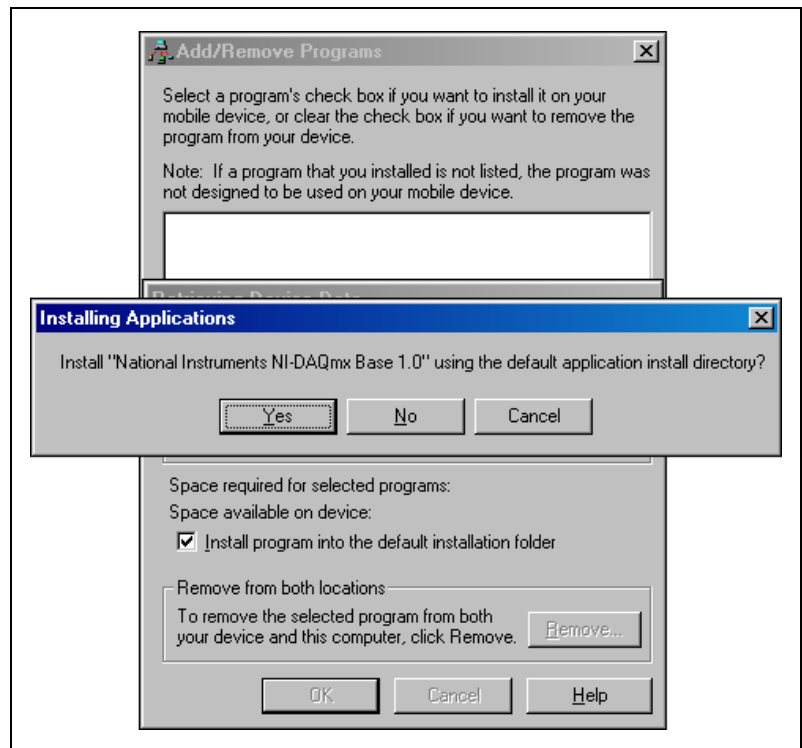 Add/Remove Programs
Select a program's check box if you want to install it on your
mobile device, or clear the check box if you want to remove the
program from your device.
Note: If a program that you installed is not listed, the program was
not designed to be used on your mobile device.
Retrieving Device Data
Installing Applications
Install "National Instruments NI-DAQmx Base 1.0" using the default application install directory?
Yes No Cancel
Space required for selected programs:
Space available on device:
Install program into the default installation folder
Remove from both locations
To remove the selected program from both
your device and this computer, click Remove.
Remove...
OK Cancel Help